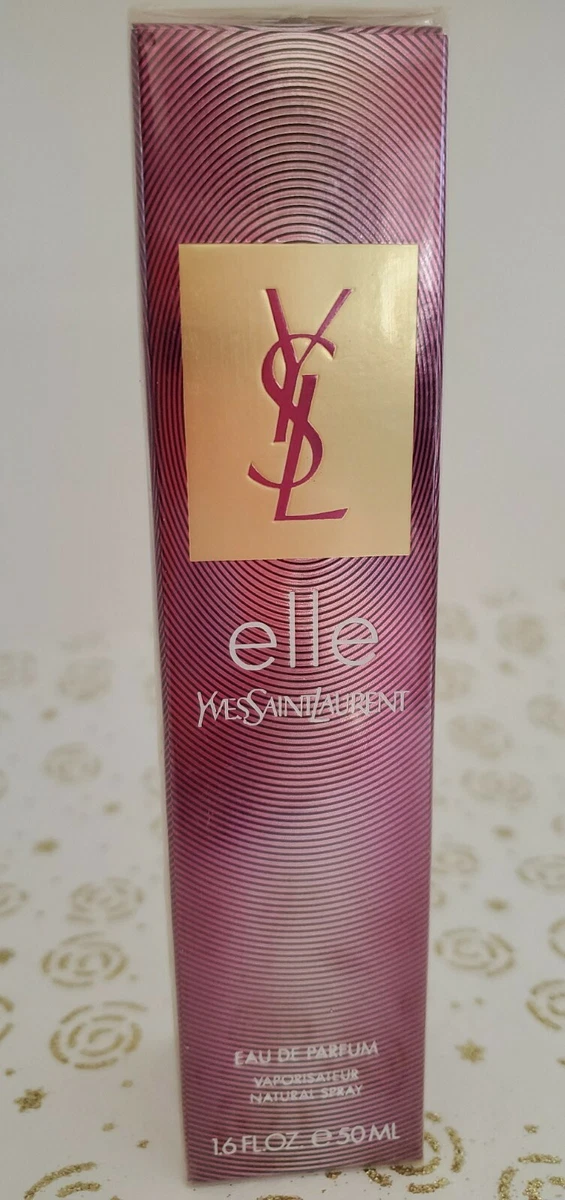 YSL
elle
YVESSAINTLAURENT
EAU DE PARFUM
VAPORISATEUR
NATURAL SPRAY
1.6 FL.OZ. ℮ 50 ML